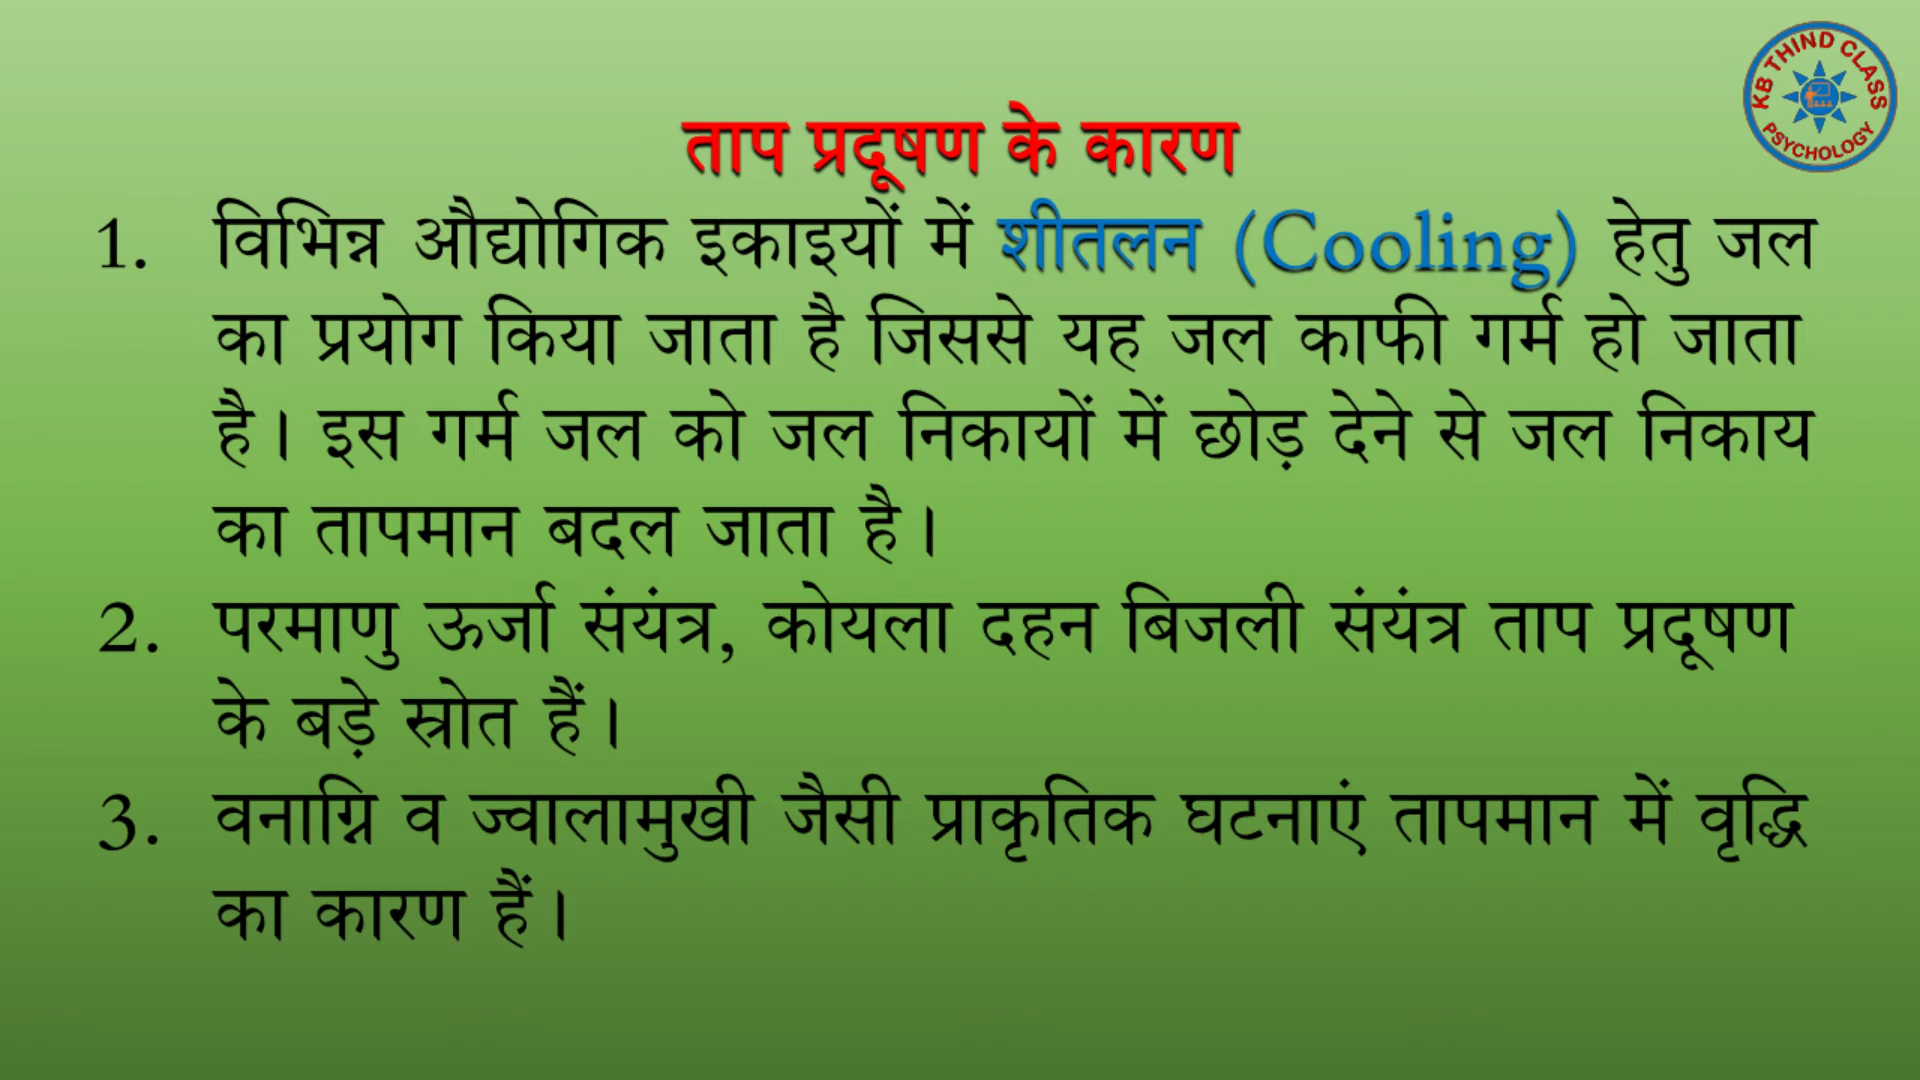 KB THIND CLASS
PSYCHOLOGY
ताप प्रदूषण के कारण
1. विभिन्न औद्योगिक इकाइयों में शीतलन (Cooling) हेतु जल
का प्रयोग किया जाता है जिससे यह जल काफी गर्म हो जाता
है। इस गर्म जल को जल निकायों में छोड़ देने से जल निकाय
का तापमान बदल जाता है।
2. परमाणु ऊर्जा संयंत्र, कोयला दहन बिजली संयंत्र ताप प्रदूषण
के बड़े स्रोत हैं।
3. वनाग्नि व ज्वालामुखी जैसी प्राकृतिक घटनाएं तापमान में वृद्धि
का कारण हैं।